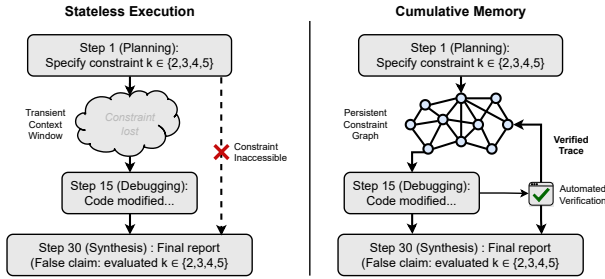 Stateless Execution
Step 1 (Planning):
Specify constraint k ∈ {2,3,4,5}
Transient
Context
Window
Constraint
lost
Constraint
Inaccessible
Step 15 (Debugging):
Code modified...
Step 30 (Synthesis) : Final report
(False claim: evaluated k ∈ {2,3,4,5})
Cumulative Memory
Step 1 (Planning):
Specify constraint k ∈ {2,3,4,5}
Persistent
Constraint
Graph
Verified
Trace
Step 15 (Debugging):
Code modified...
Automated
Verification
Step 30 (Synthesis) : Final report
(False claim: evaluated k ∈ {2,3,4,5})